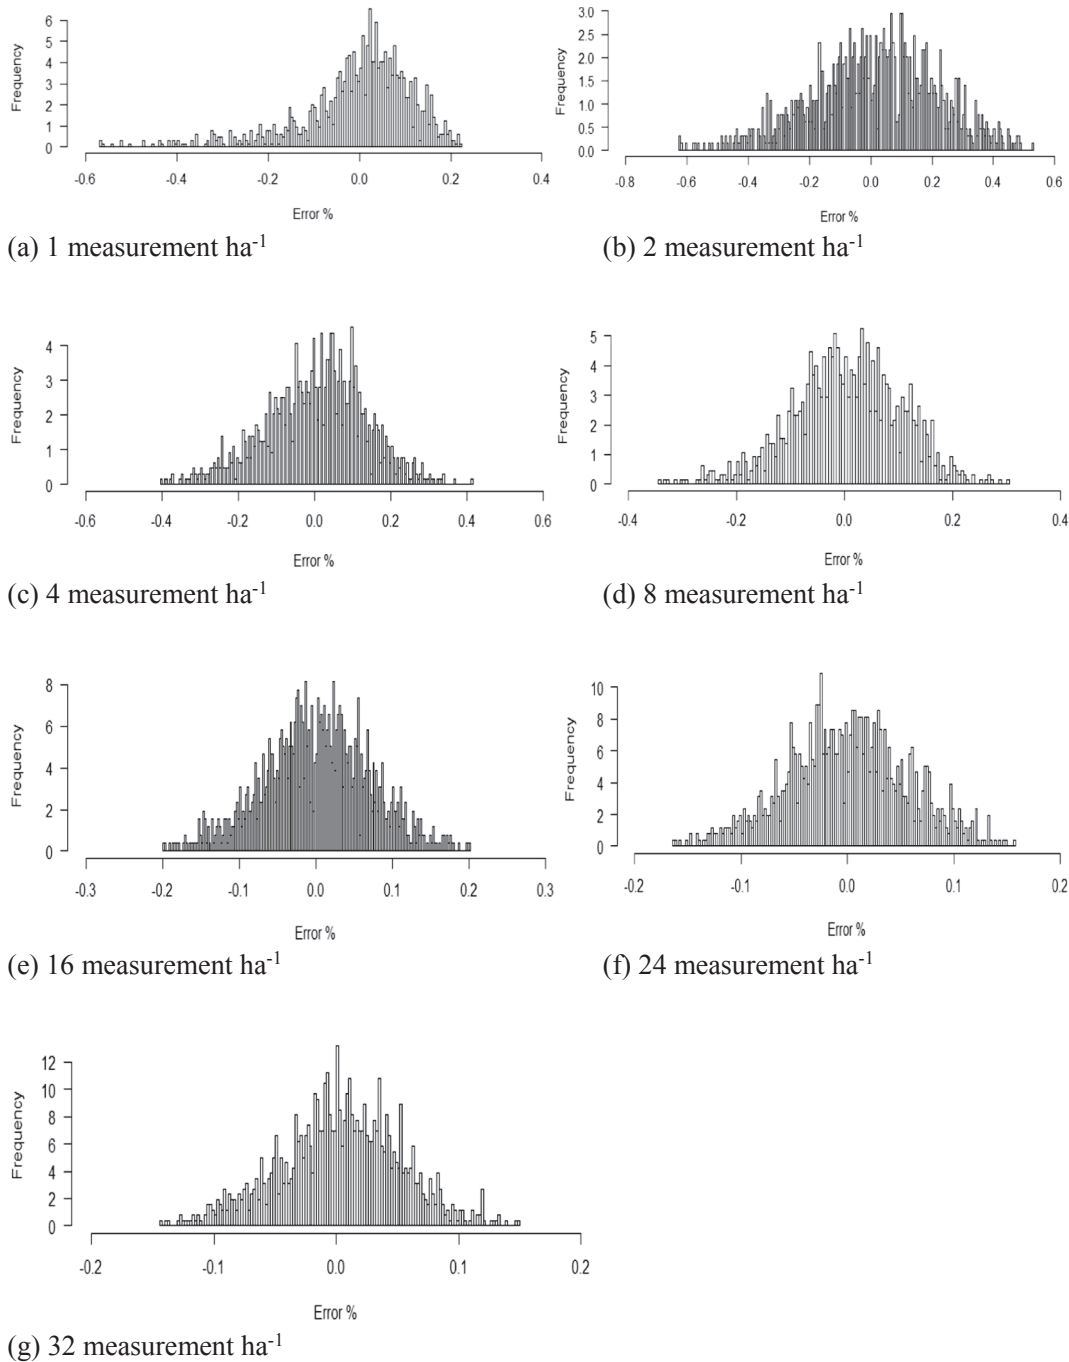 Frequency
6
5
4
3
2
1
0
-0.6 -0.4 -0.2 0.0 0.2 0.4
Error %
(a) 1 measurement ha-1
Frequency
3.0
2.5
2.0
1.5
1.0
0.5
0.0
-0.8 -0.6 -0.4 -0.2 0.0 0.2 0.4 0.6
Error %
(b) 2 measurement ha-1
Frequency
4
3
2
1
0
-0.6 -0.4 -0.2 0.0 0.2 0.4 0.6
Error %
(c) 4 measurement ha-1
Frequency
5
4
3
2
1
0
-0.4 -0.2 0.0 0.2 0.4
Error %
(d) 8 measurement ha-1
Frequency
8
6
4
2
0
-0.3 -0.2 -0.1 0.0 0.1 0.2 0.3
Error %
(e) 16 measurement ha-1
Frequency
10
8
6
4
2
0
-0.2 -0.1 0.0 0.1 0.2
Error %
(f) 24 measurement ha-1
Frequency
12
10
8
6
4
2
0
-0.2 -0.1 0.0 0.1 0.2
Error %
(g) 32 measurement ha-1